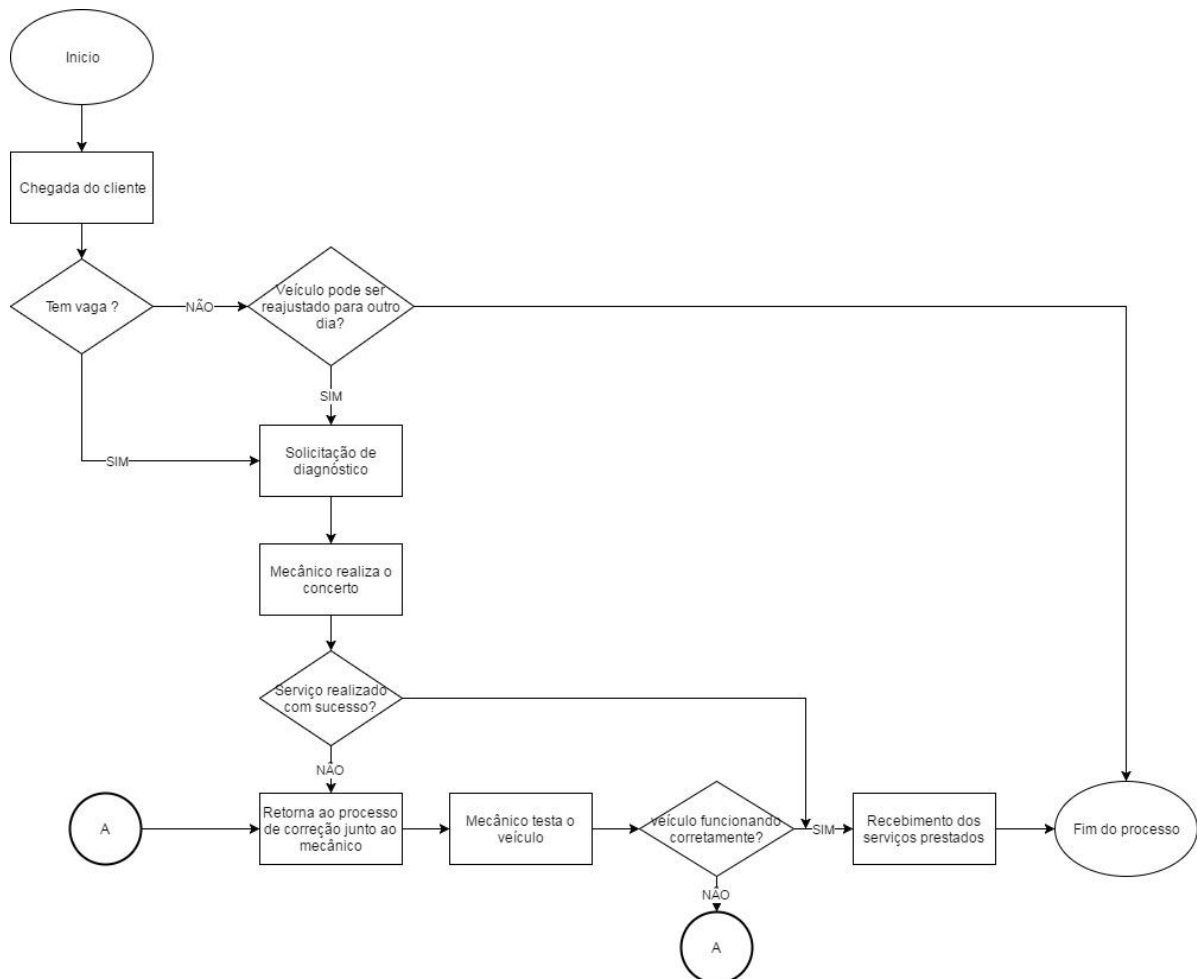 Inicio
Chegada do cliente
Tem vaga ?
NÃO
Veículo pode ser
reajustado para outro
dia?
SIM
SIM
Solicitação de
diagnóstico
Mecânico realiza o
concerto
Serviço realizado
com sucesso?
NÃO
A
Retorna ao processo
de correção junto ao
mecânico
Mecânico testa o
veículo
veículo funcionando
corretamente?
SIM
Recebimento dos
serviços prestados
Fim do processo
NÃO
A